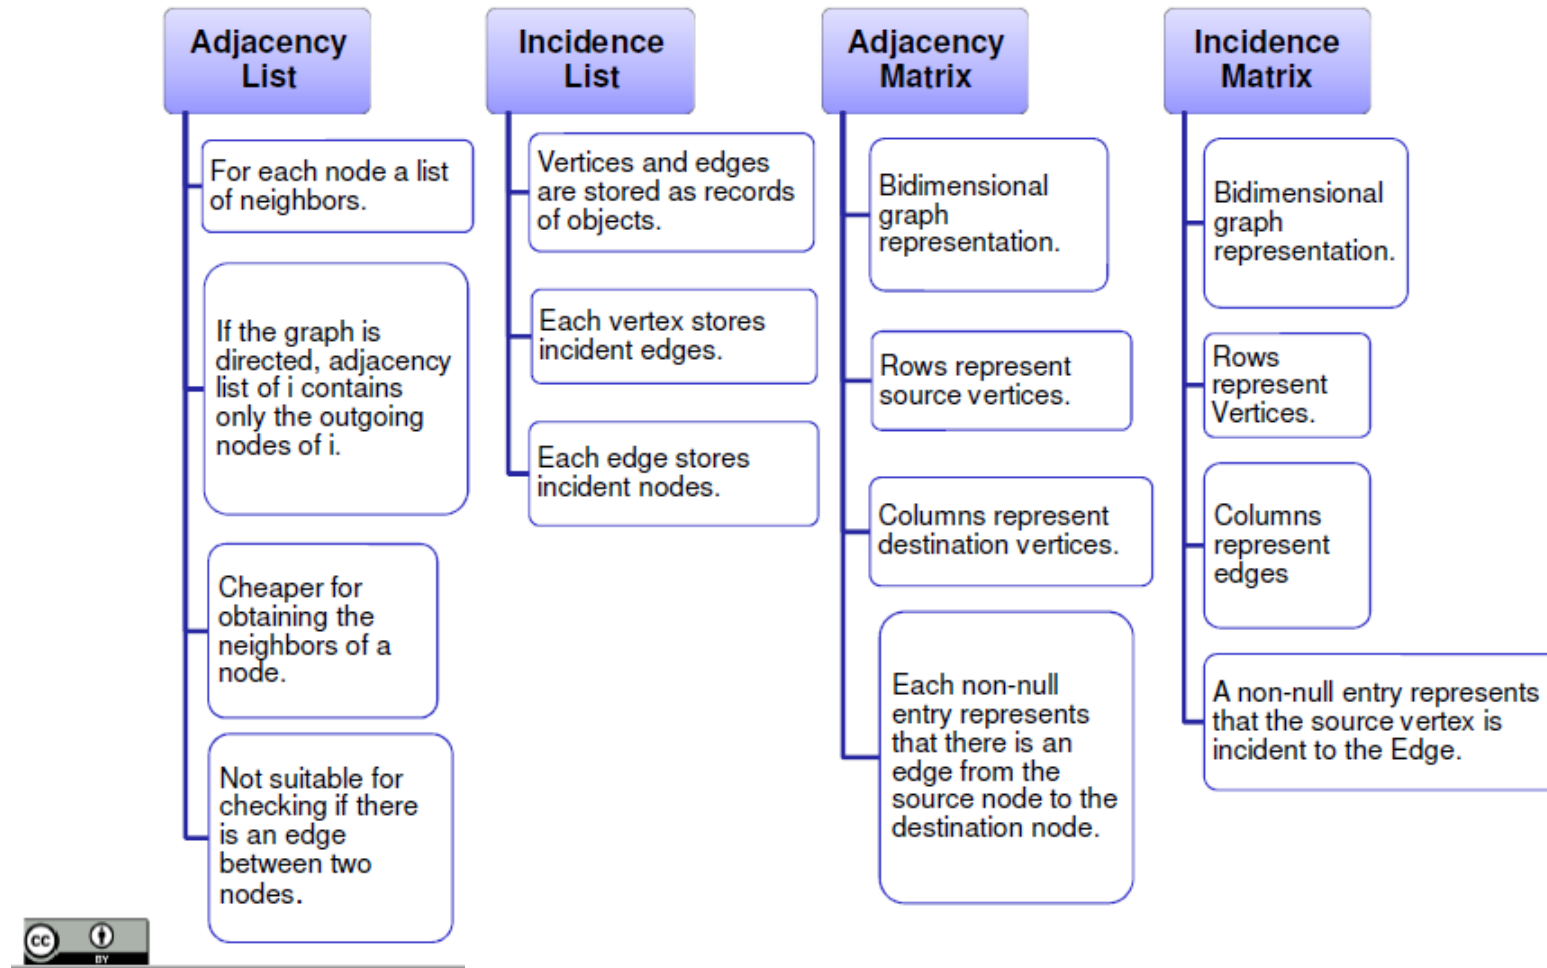 Adjacency
List
For each node a list
of neighbors.
If the graph is
directed, adjacency
list of i contains
only the outgoing
nodes of i.
Cheaper for
obtaining the
neighbors of a
node.
Not suitable for
checking if there
is an edge
between two
nodes.
Incidence
List
Vertices and edges
are stored as records
of objects.
Each vertex stores
incident edges.
Each edge stores
incident nodes.
Adjacency
Matrix
Bidimensional
graph
representation.
Rows represent
source vertices.
Columns represent
destination vertices.
Each non-null
entry represents
that there is an
edge from the
source node to the
destination node.
Incidence
Matrix
Bidimensional
graph
representation.
Rows
represent
Vertices.
Columns
represent
edges
A non-null entry represents
that the source vertex is
incident to the Edge.
cc
BY